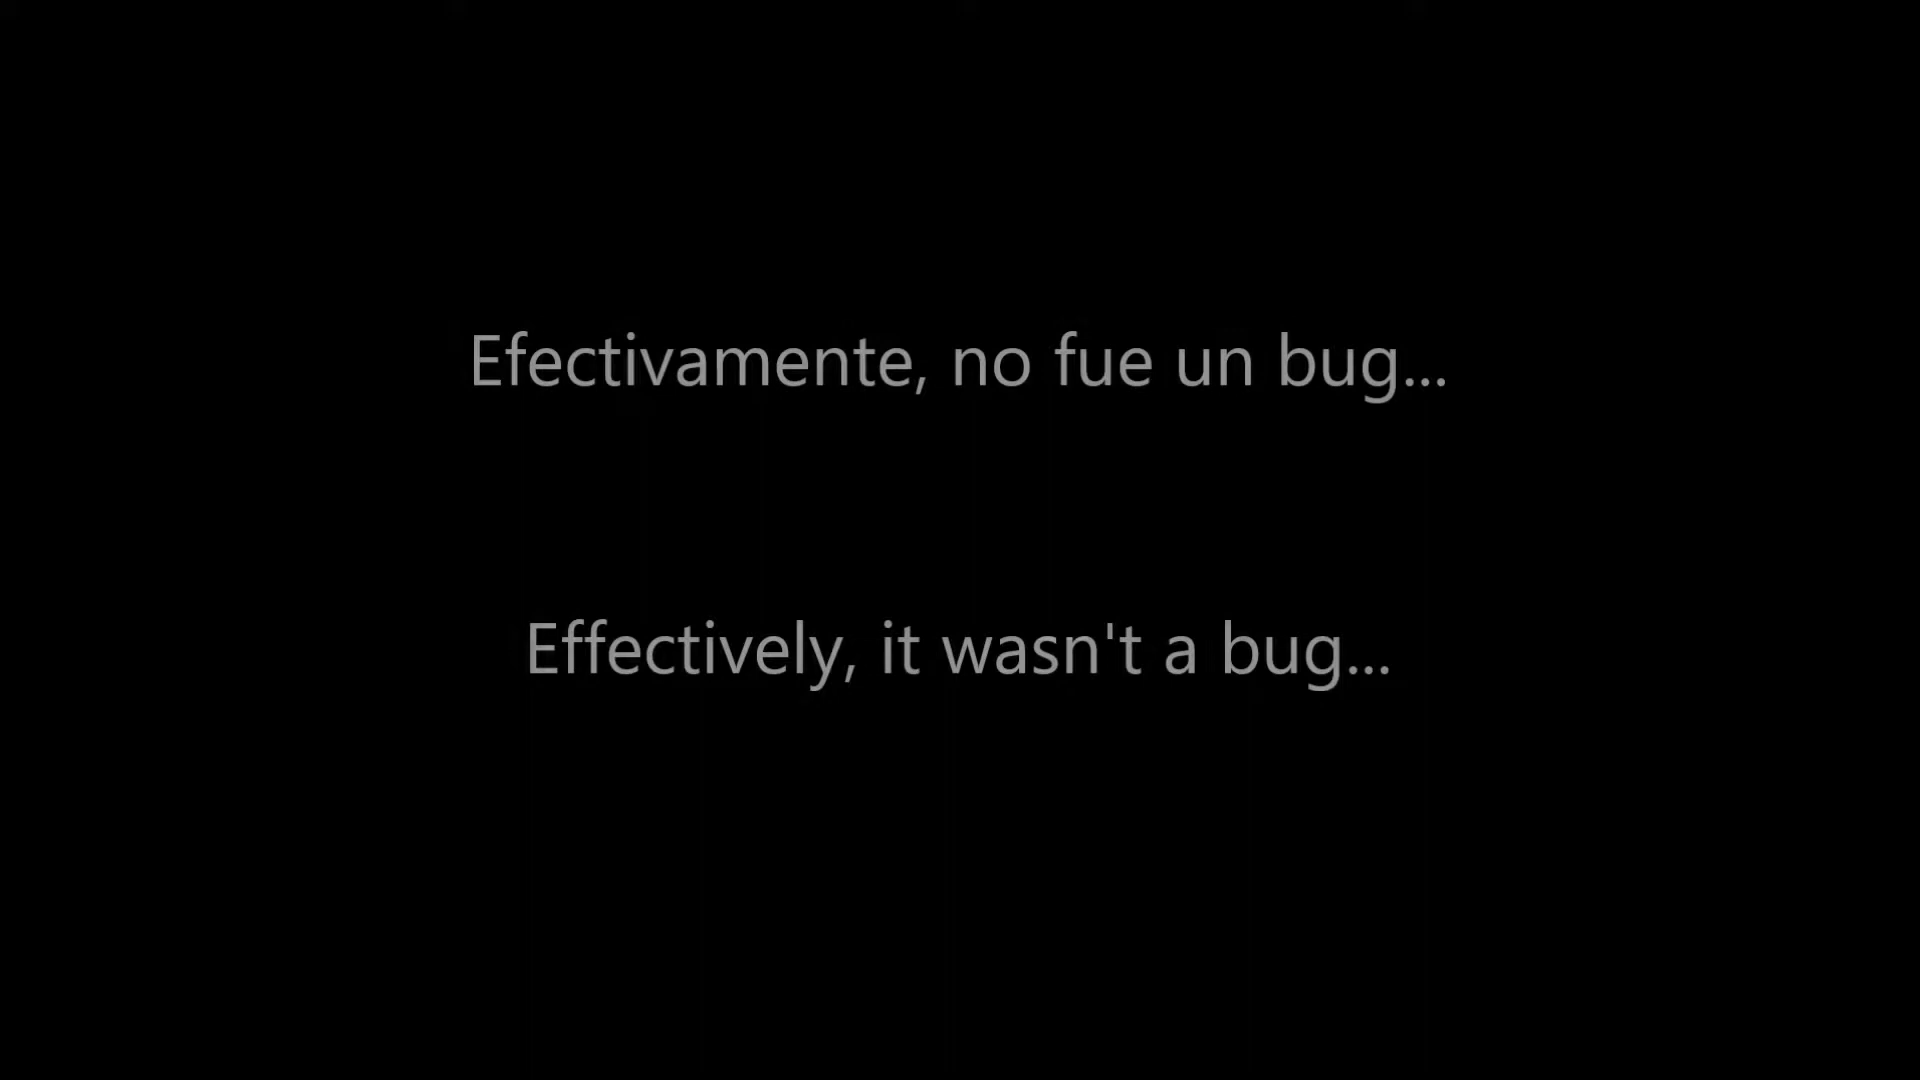 Efectivamente, no fue un bug...
Effectively, it wasn't a bug...